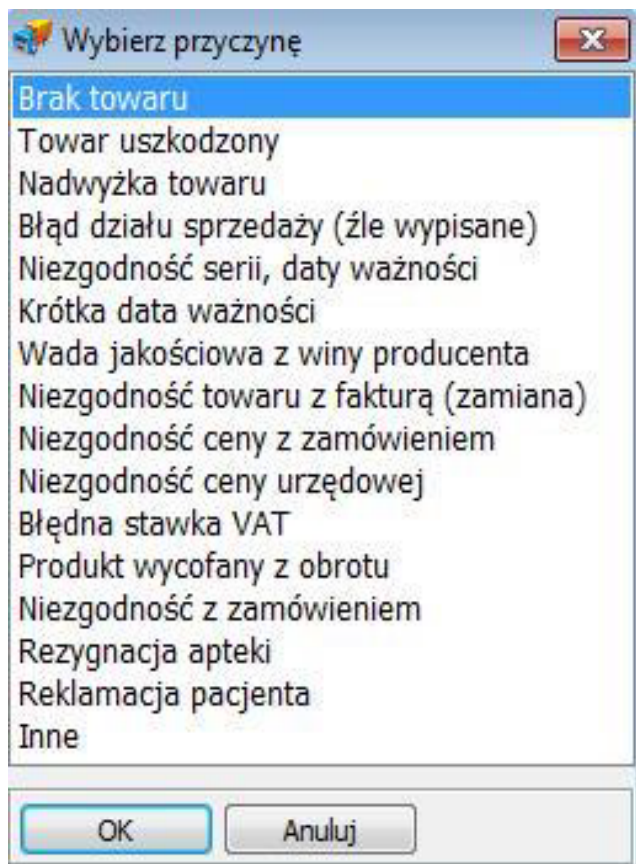 Wybierz przyczynę
Brak towaru
Towar uszkodzony
Nadwyżka towaru
Błąd działu sprzedaży (źle wypisane)
Niezgodność serii, daty ważności
Krótka data ważności
Wada jakościowa z winy producenta
Niezgodność towaru z fakturą (zamiana)
Niezgodność ceny z zamówieniem
Niezgodność ceny urzędowej
Błędna stawka VAT
Produkt wycofany z obrotu
Niezgodność z zamówieniem
Rezygnacja apteki
Reklamacja pacjenta
Inne
OK Anuluj